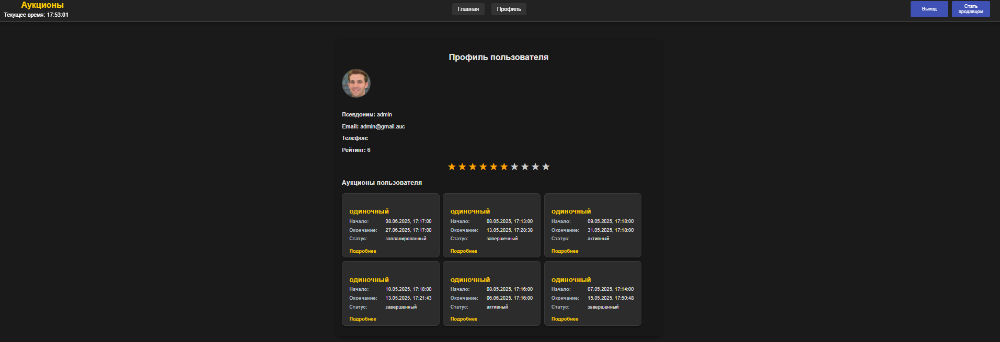 Аукционы
Текущее время: 17:53:01
Главная
Профиль
Выход
Стать
продавцом
Профиль пользователя
Псевдоним: admin
Email: admin@gmail.auc
Телефон:
Рейтинг: 6
Аукционы пользователя
одиночный
Начало: 08.06.2025, 17:17:00
Окончание: 27.06.2025, 17:17:00
Статус: запланированный
Подробнее
одиночный
Начало: 08.05.2025, 17:13:00
Окончание: 13.05.2025, 17:28:38
Статус: завершенный
Подробнее
одиночный
Начало: 09.05.2025, 17:18:00
Окончание: 31.05.2025, 17:18:00
Статус: активный
Подробнее
одиночный
Начало: 10.05.2025, 17:18:00
Окончание: 13.05.2025, 17:21:43
Статус: завершенный
Подробнее
одиночный
Начало: 08.05.2025, 17:16:00
Окончание: 06.06.2025, 17:16:00
Статус: активный
Подробнее
одиночный
Начало: 07.05.2025, 17:14:00
Окончание: 15.05.2025, 17:50:48
Статус: завершенный
Подробнее